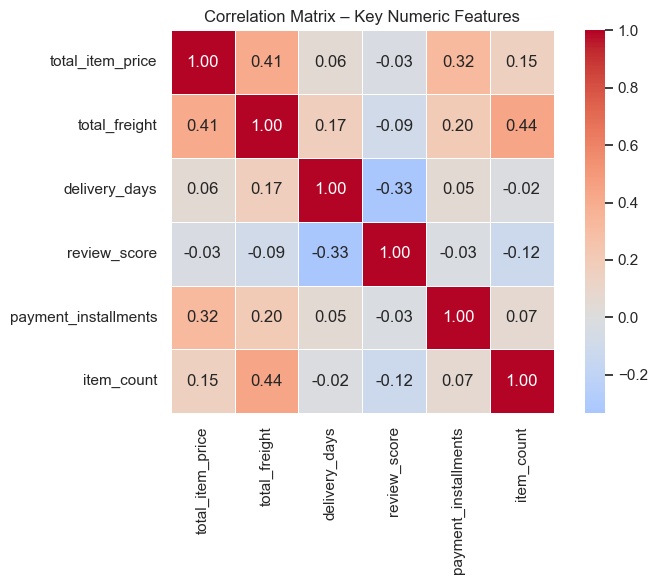 Correlation Matrix – Key Numeric Features
total_item_price 1.00 0.41 0.06 -0.03 0.32 0.15
total_freight 0.41 1.00 0.17 -0.09 0.20 0.44
delivery_days 0.06 0.17 1.00 -0.33 0.05 -0.02
review_score -0.03 -0.09 -0.33 1.00 -0.03 -0.12
payment_installments 0.32 0.20 0.05 -0.03 1.00 0.07
item_count 0.15 0.44 -0.02 -0.12 0.07 1.00
total_item_price
total_freight
delivery_days
review_score
payment_installments
item_count
1.0
0.8
0.6
0.4
0.2
0.0
−0.2